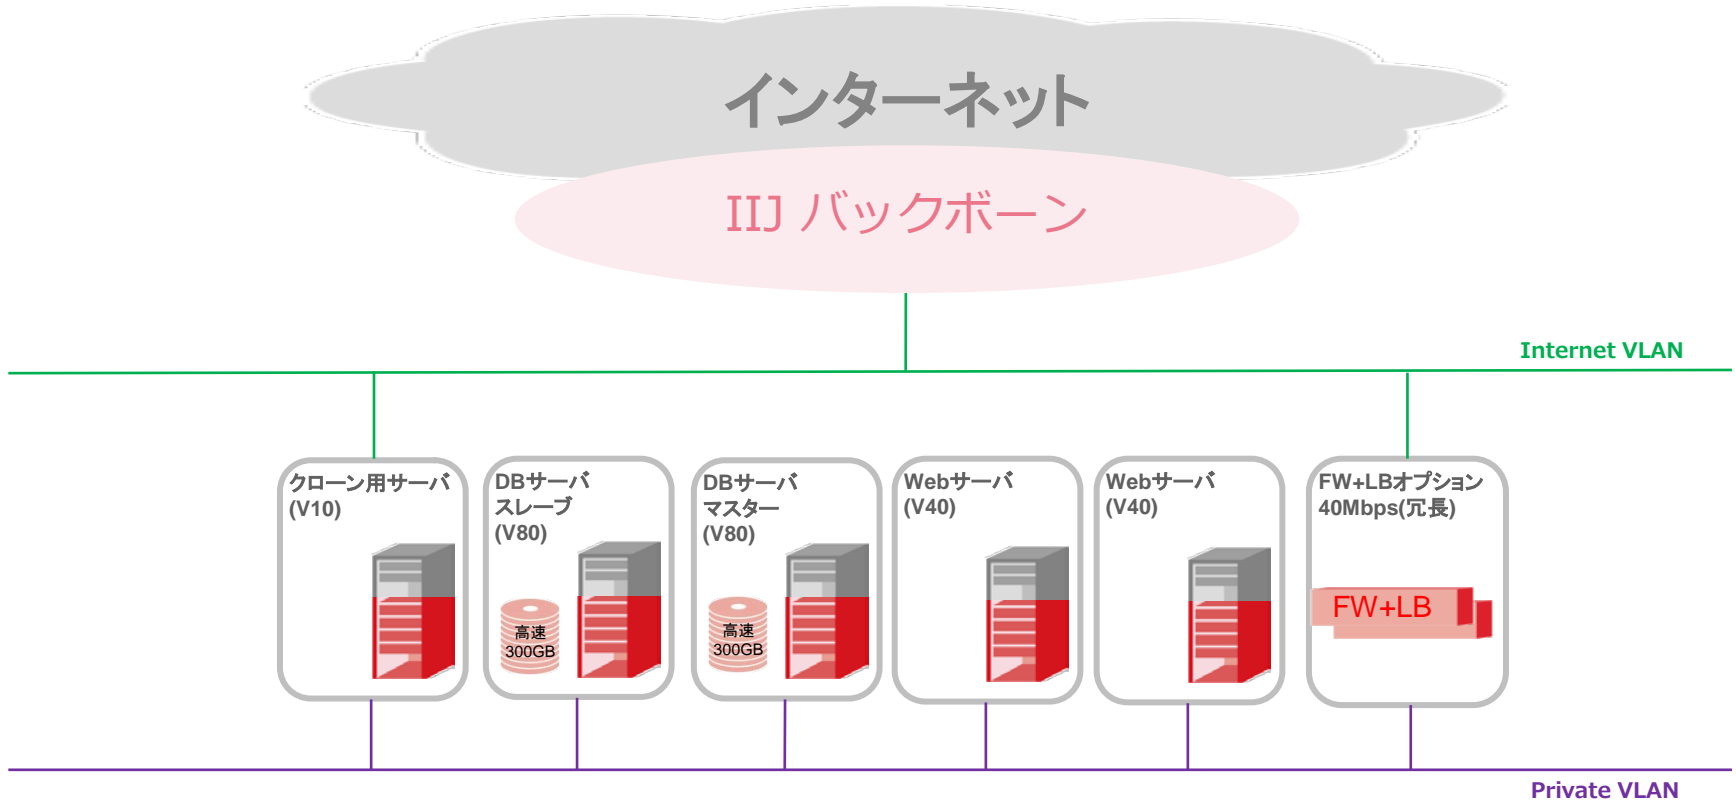 インターネット
IIJ バックボーン
Internet VLAN
クローン用サーバ
(V10)
DBサーバ
スレーブ
(V80)
高速
300GB
DBサーバ
マスター
(V80)
高速
300GB
Webサーバ
(V40)
Webサーバ
(V40)
FW+LBオプション
40Mbps(冗長)
FW+LB
Private VLAN